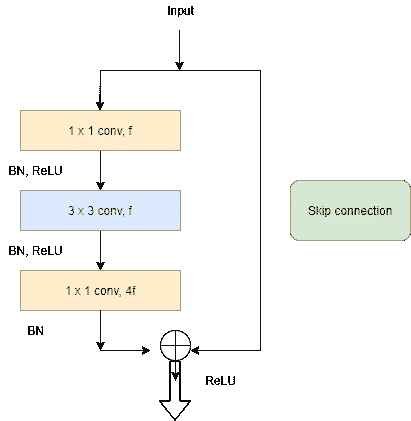 Input
1 x 1 conv, f
BN, ReLU
3 x 3 conv, f
Skip connection
BN, ReLU
1 x 1 conv, 4f
BN
ReLU